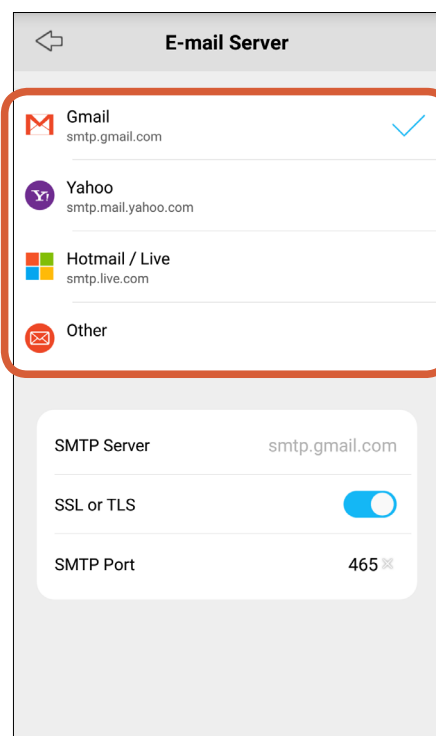 E-mail Server
Gmail
smtp.gmail.com
Yahoo
smtp.mail.yahoo.com
Hotmail / Live
smtp.live.com
Other
SMTP Server smtp.gmail.com
SSL or TLS
SMTP Port 465